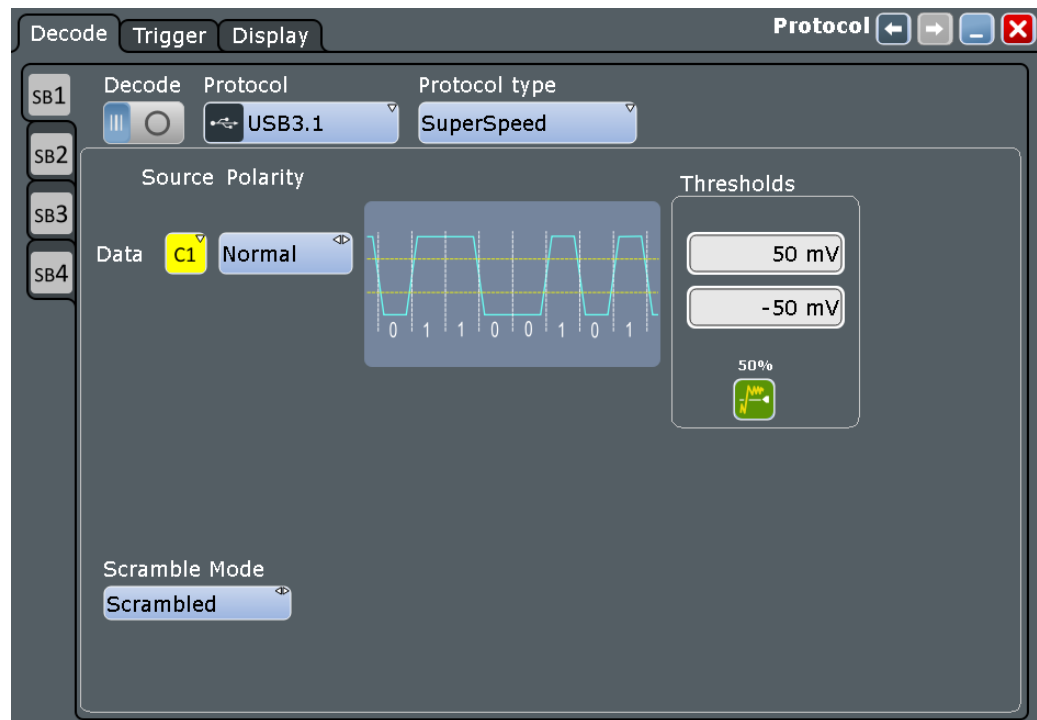 Decode Trigger Display Protocol
SB1
SB2
SB3
SB4
Decode Protocol Protocol type
USB3.1 SuperSpeed
Source Polarity Thresholds
Data C1 Normal 50 mV
-50 mV
0 1 1 0 0 1 0 1
50%
Scramble Mode
Scrambled